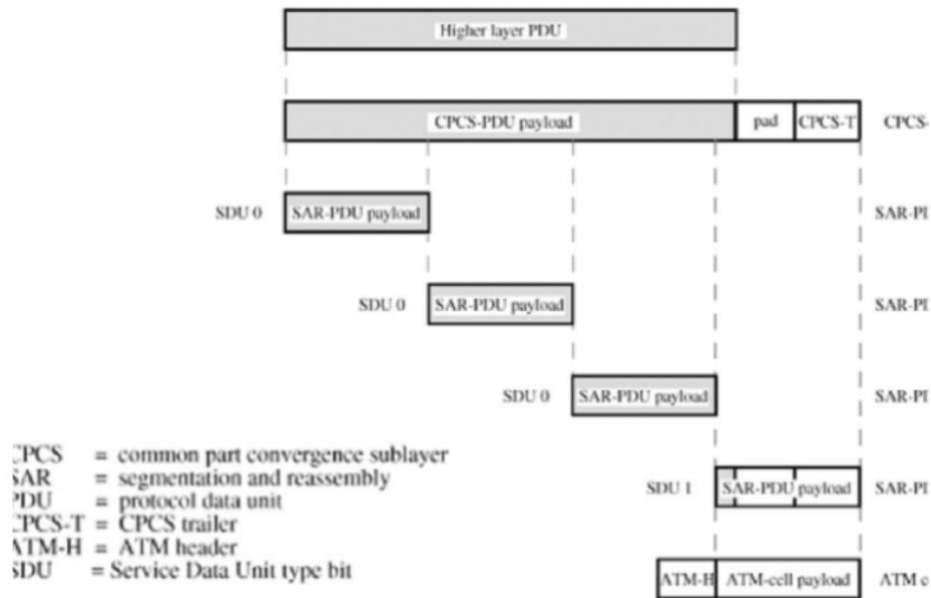 Higher layer PDU
CPCS-PDU payload pad CPCS-T CPCS-
SDU 0 SAR-PDU payload SAR-PI
SDU 0 SAR-PDU payload SAR-PI
SDU 0 SAR-PDU payload SAR-PI
CPCS = common part convergence sublayer
SAR = segmentation and reassembly
SDU 1 SAR-PDU payload SAR-PI
PDU = protocol data unit
CPCS-T = CPCS trailer
ATM-H = ATM header
SDU = Service Data Unit type bit
ATM-H ATM-cell payload ATM c